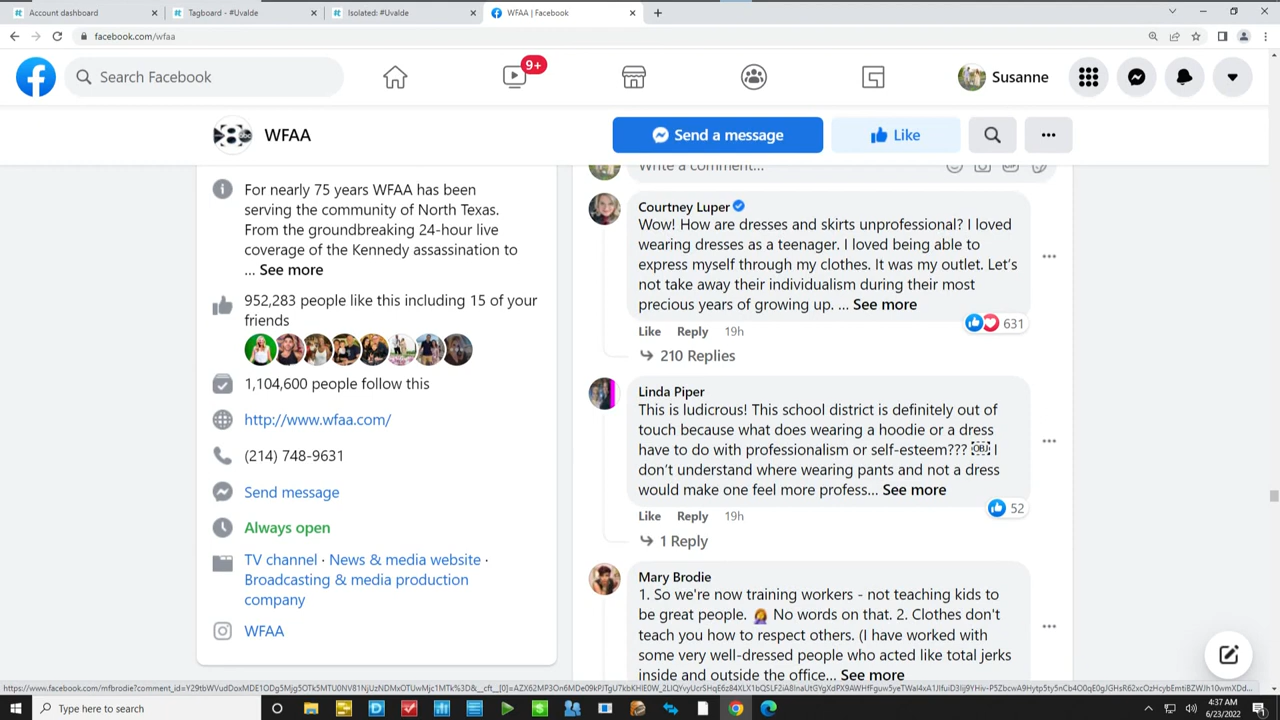 Account dashboard
Tagboard - #Uvalde
Isolated: #Uvalde
WFAA | Facebook
facebook.com/wfaa
Search Facebook
9+
Susanne
8 abc
WFAA
Send a message
Like
For nearly 75 years WFAA has been
serving the community of North Texas.
From the groundbreaking 24-hour live
coverage of the Kennedy assassination to
... See more
952,283 people like this including 15 of your
friends
1,104,600 people follow this
http://www.wfaa.com/
(214) 748-9631
Send message
Always open
TV channel · News & media website ·
Broadcasting & media production
company
WFAA
Write a comment...
Courtney Luper
Wow! How are dresses and skirts unprofessional? I loved
wearing dresses as a teenager. I loved being able to
express myself through my clothes. It was my outlet. Let's
not take away their individualism during their most
precious years of growing up. ... See more
631
Like Reply 19h
210 Replies
Linda Piper
This is ludicrous! This school district is definitely out of
touch because what does wearing a hoodie or a dress
have to do with professionalism or self-esteem??? OBJ I
don't understand where wearing pants and not a dress
would make one feel more profess... See more
52
Like Reply 19h
1 Reply
Mary Brodie
1. So we're now training workers - not teaching kids to
be great people. 🤦‍♀️ No words on that. 2. Clothes don't
teach you how to respect others. (I have worked with
some very well-dressed people who acted like total jerks
inside and outside the office... See more
Type here to search
4:37 AM
6/23/2022